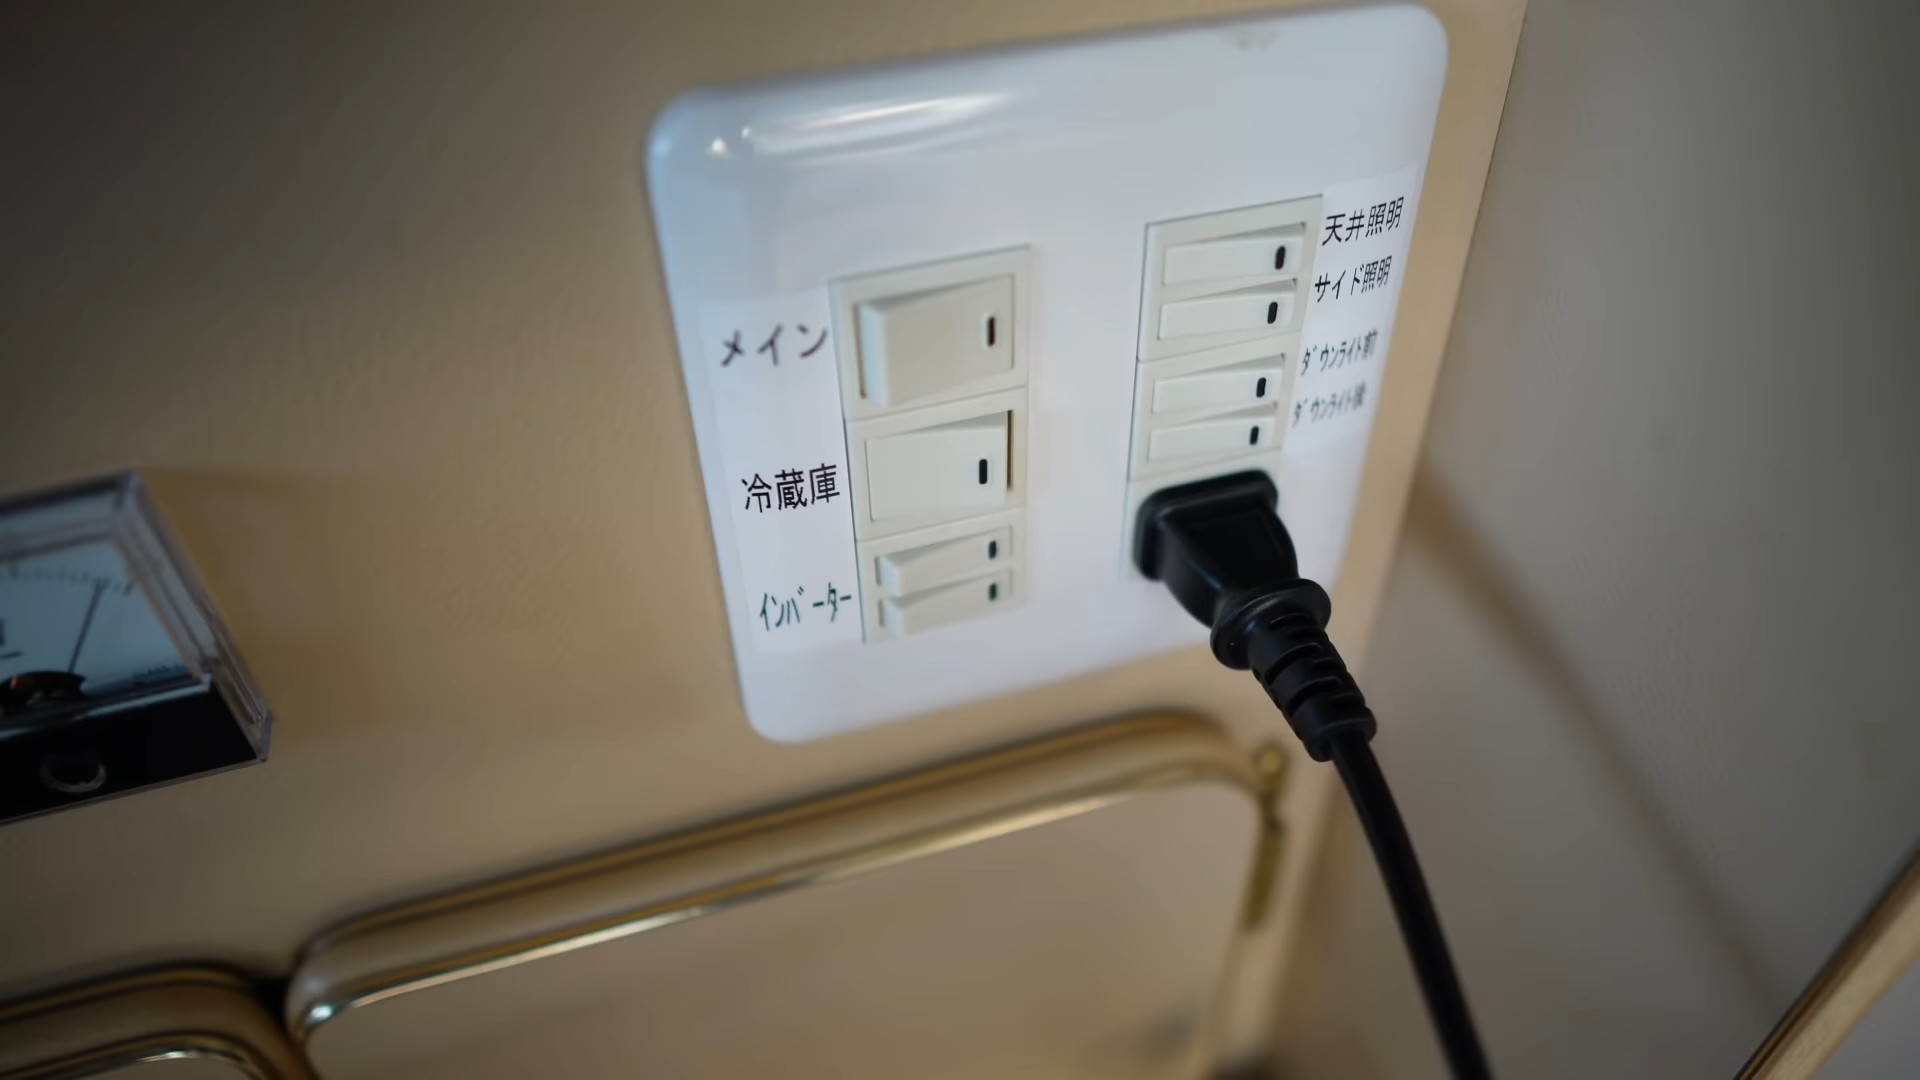 メイン
冷蔵庫
インバーター
天井照明
サイド照明
ダウンライト前
ダウンライト後